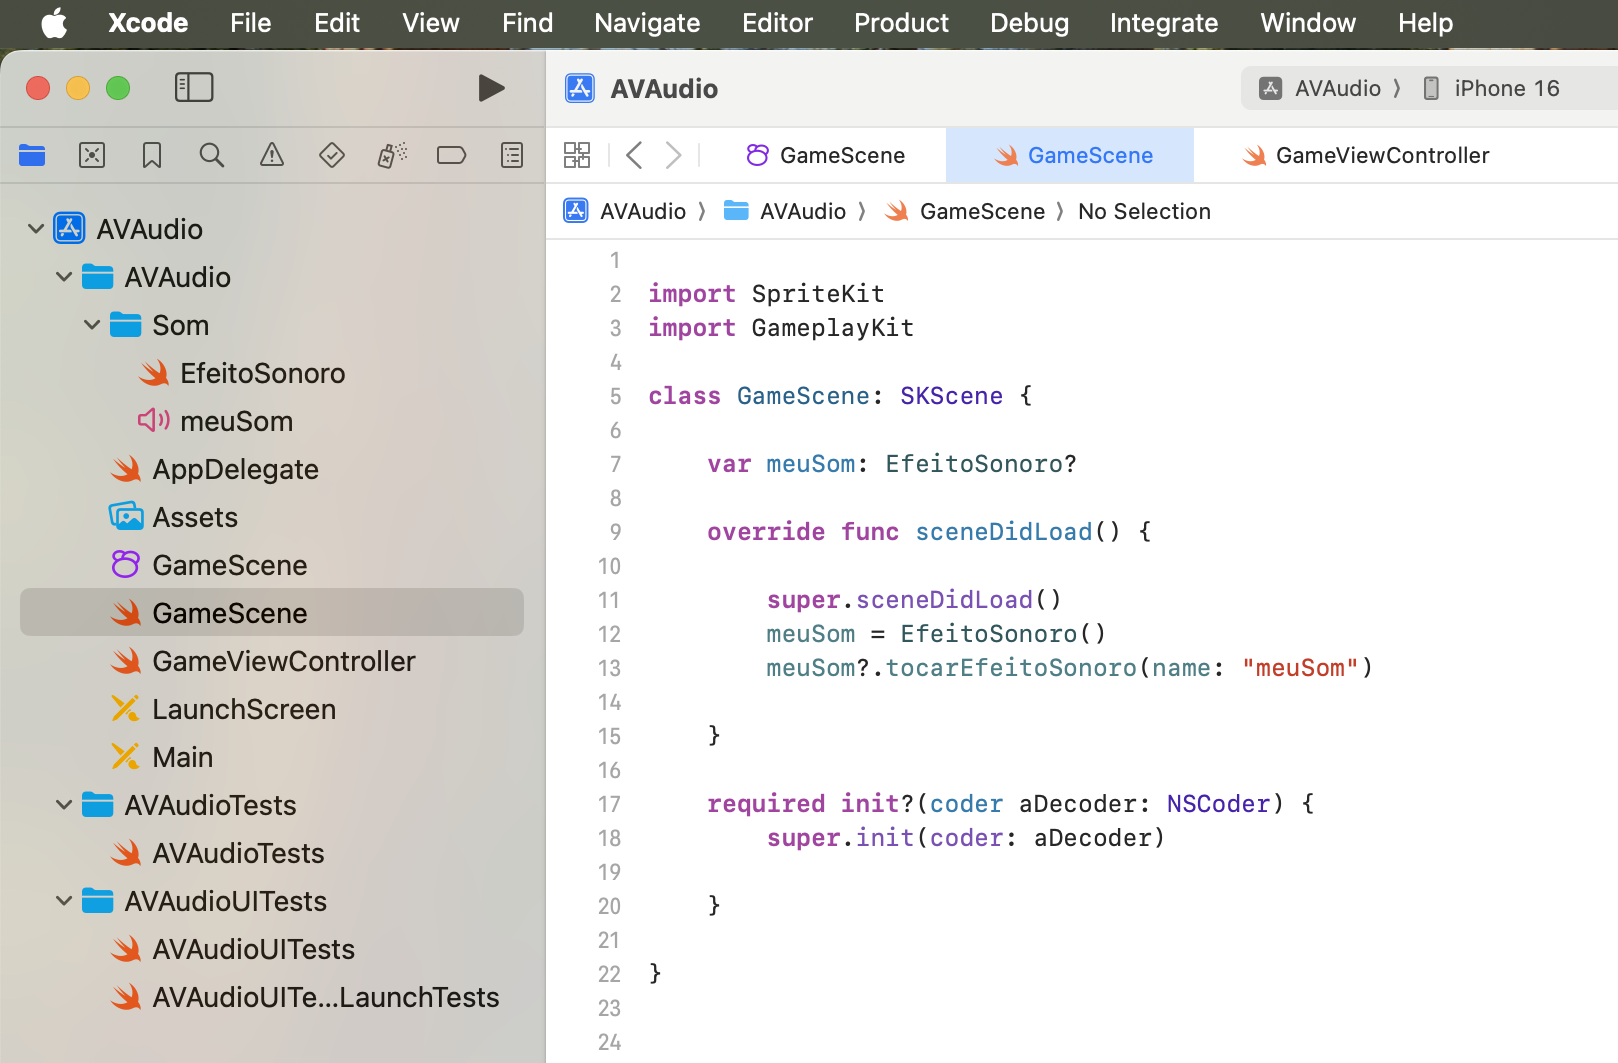 Xcode File Edit View Find Navigate Editor Product Debug Integrate Window Help
AVAudio
AVAudio 〉 iPhone 16
GameScene
GameScene
GameViewController
AVAudio 〉 AVAudio 〉 GameScene 〉 No Selection
AVAudio
AVAudio
Som
EfeitoSonoro
meuSom
AppDelegate
Assets
GameScene
GameScene
GameViewController
LaunchScreen
Main
AVAudioTests
AVAudioTests
AVAudioUITests
AVAudioUITests
AVAudioUITe...LaunchTests
1
2 import SpriteKit
3 import GameplayKit
4
5 class GameScene: SKScene {
6
7 var meuSom: EfeitoSonoro?
8
9 override func sceneDidLoad() {
10
11 super.sceneDidLoad()
12 meuSom = EfeitoSonoro()
13 meuSom?.tocarEfeitoSonoro(name: "meuSom")
14
15 }
16
17 required init?(coder aDecoder: NSCoder) {
18 super.init(coder: aDecoder)
19
20 }
21
22 }
23
24